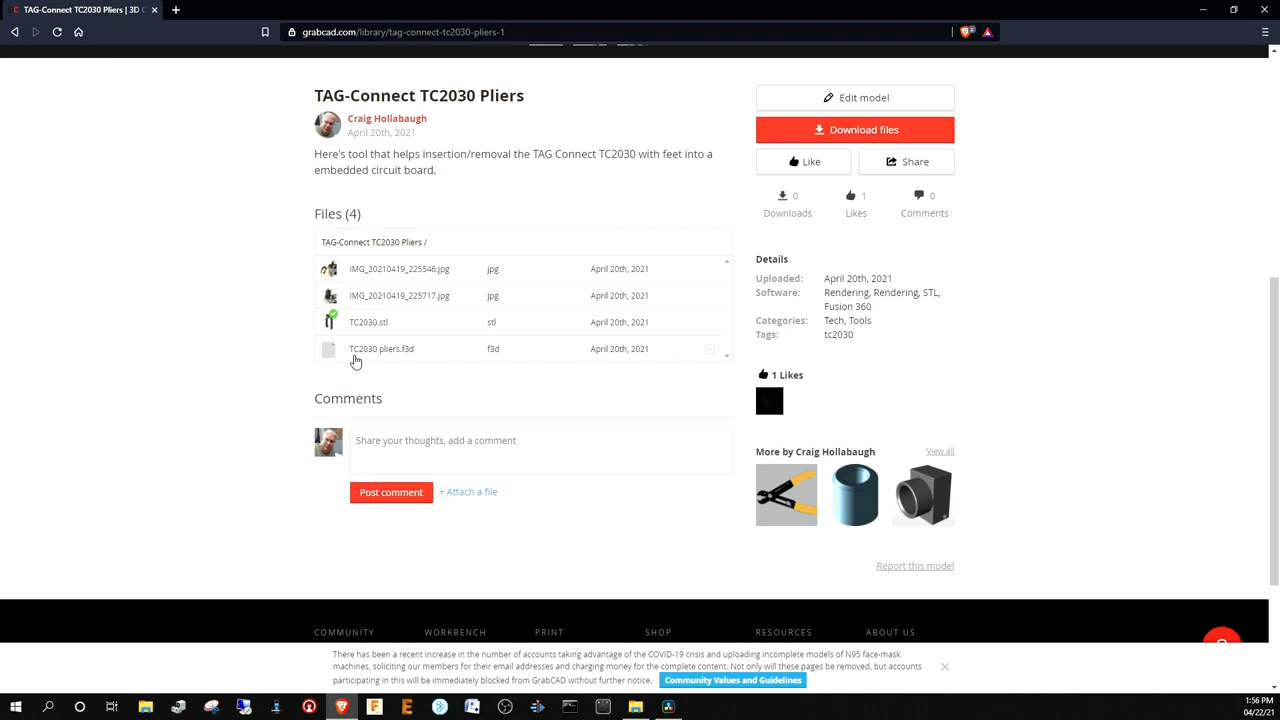 TAG-Connect TC2030 Pliers | 3D C
grabcad.com/library/tag-connect-tc2030-pliers-1
2
TAG-Connect TC2030 Pliers
Craig Hollabaugh
April 20th, 2021
Here's tool that helps insertion/removal the TAG Connect TC2030 with feet into a
embedded circuit board.
Files (4)
TAG-Connect TC2030 Pliers /
IMG_20210419_225546.jpg jpg April 20th, 2021
IMG_20210419_225717.jpg jpg April 20th, 2021
TC2030.stl stl April 20th, 2021
TC2030 pliers.f3d f3d April 20th, 2021
Comments
Share your thoughts, add a comment
Post comment + Attach a file
Edit model
Download files
Like Share
0 1 0
Downloads Likes Comments
Details
Uploaded: April 20th, 2021
Software: Rendering, Rendering, STL,
Fusion 360
Categories: Tech, Tools
Tags: tc2030
1 Likes
More by Craig Hollabaugh View all
Report this model
COMMUNITY WORKBENCH PRINT SHOP RESOURCES ABOUT US
There has been a recent increase in the number of accounts taking advantage of the COVID-19 crisis and uploading incomplete models of N95 face-mask
machines, soliciting our members for their email addresses and charging money for the complete content. Not only will these pages be removed, but accounts
participating in this will be immediately blocked from GrabCAD without further notice. Community Values and Guidelines
1:56 PM
04/22/21